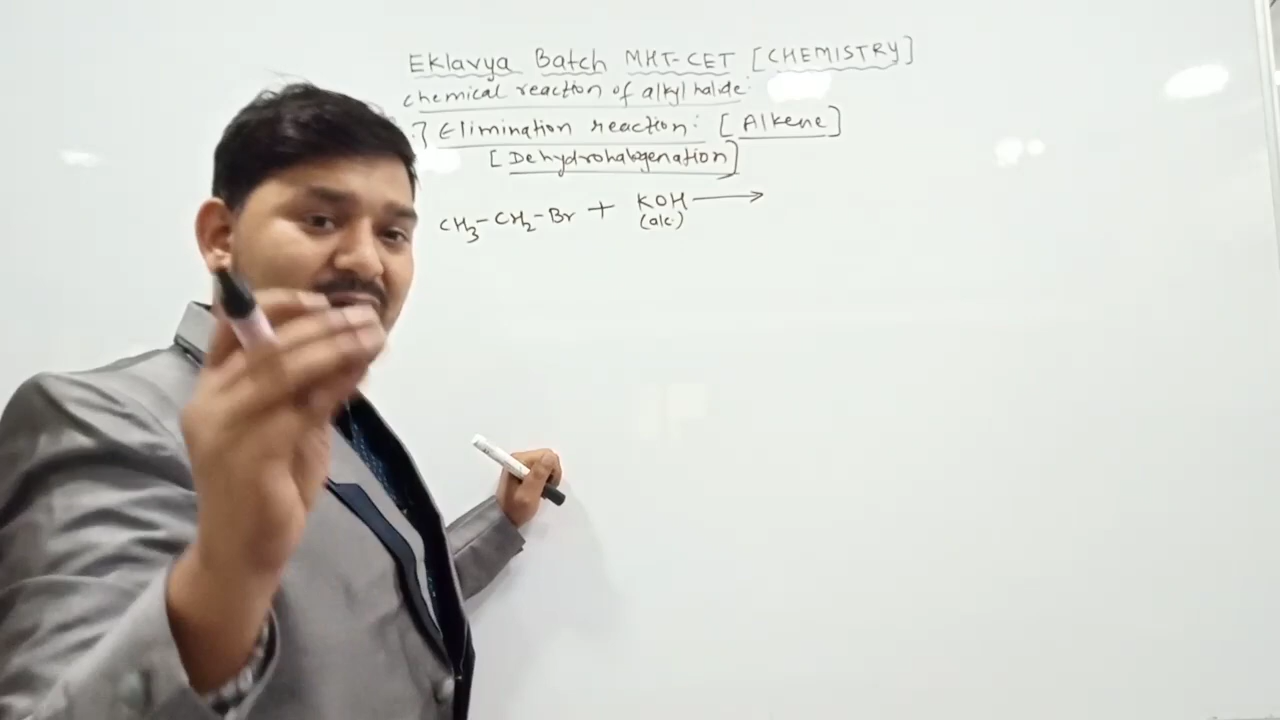 Eklavya Batch MHT-CET [CHEMISTRY]
chemical reaction of alkyl halide:
7 Elimination reaction: [Alkene]
[Dehydrohalogenation]
CH₃-CH₂-Br + KOH ⟶
(alc.)